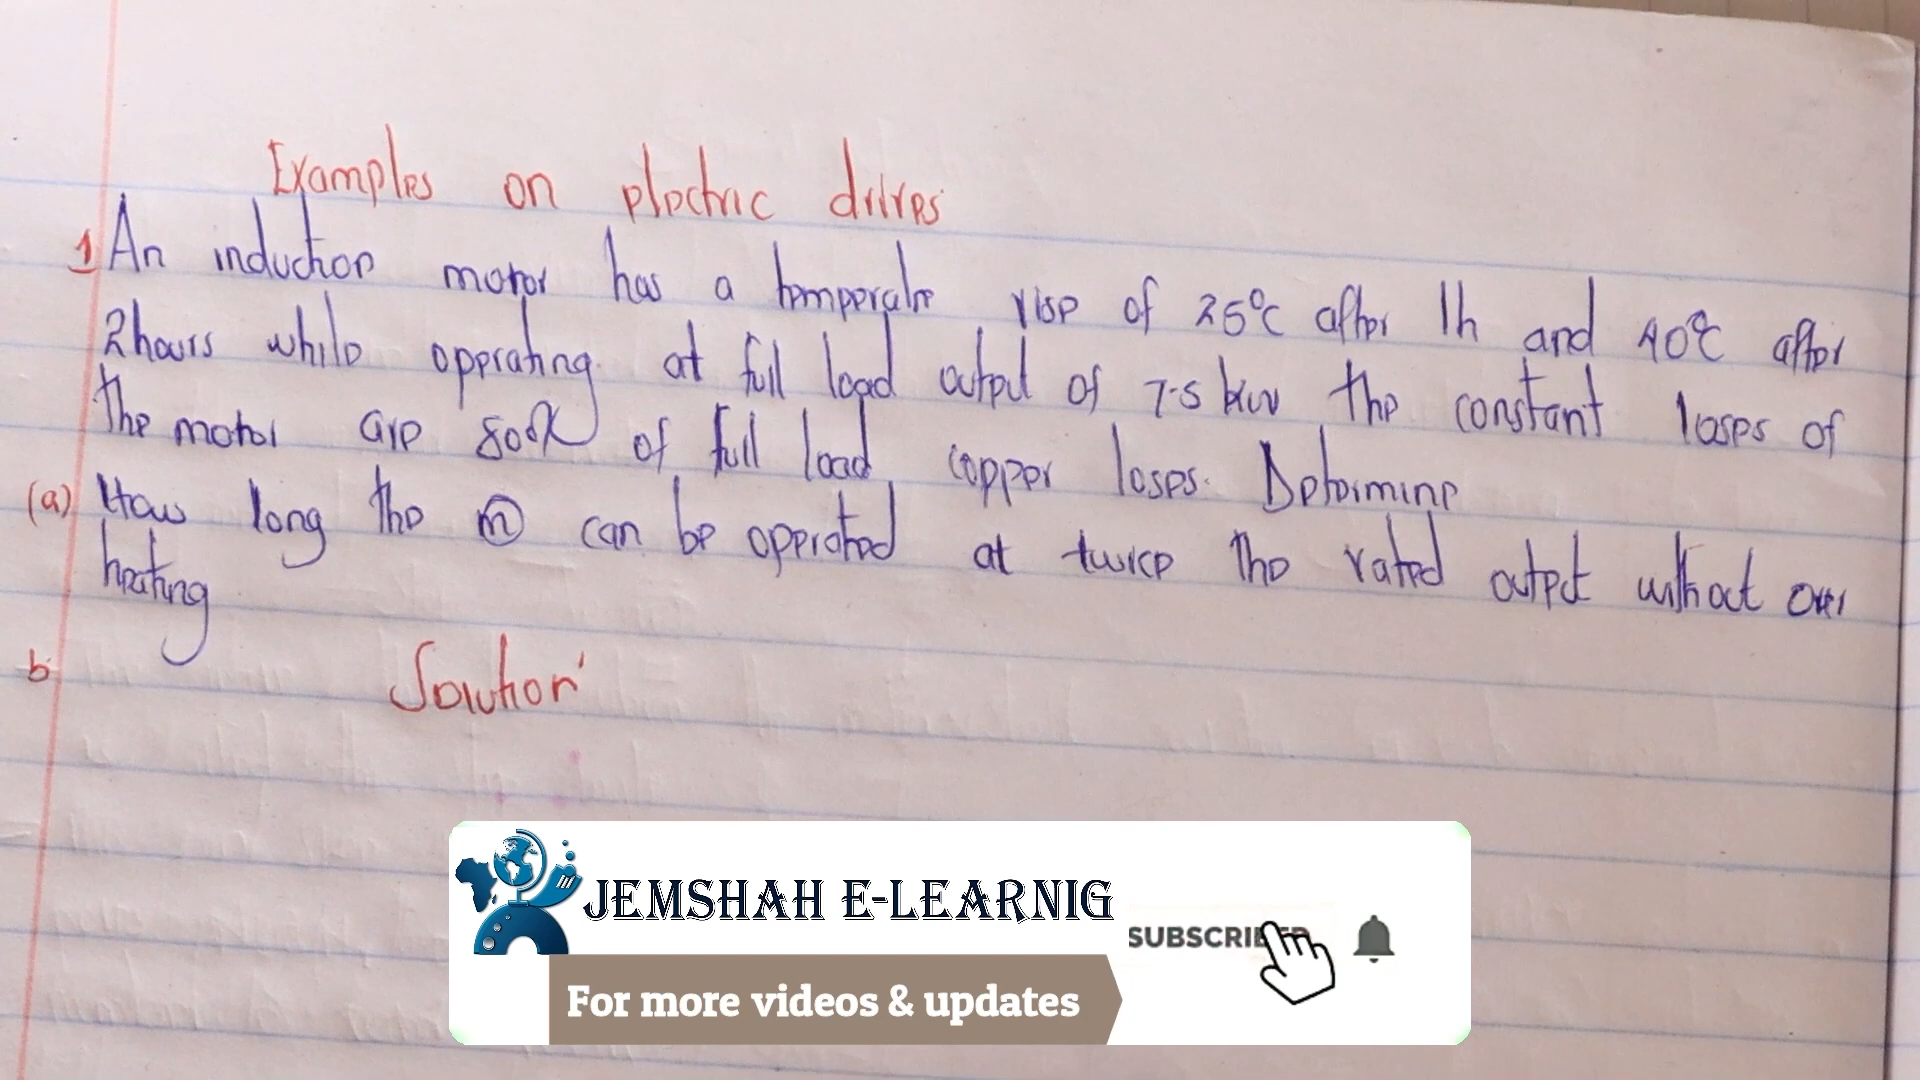 Examples on electric drives
1 An induction motor has a temperature rise of 25°C after 1h and 40°C after
2hours while operating at full load output of 7.5 kW The constant losses of
the motor are 80% of full load copper losses. Determine
(a) How long the m can be operated at twice the rated output without over
heating
b Solution
JEMSHAH E-LEARNIG
SUBSCRIBED
For more videos & updates